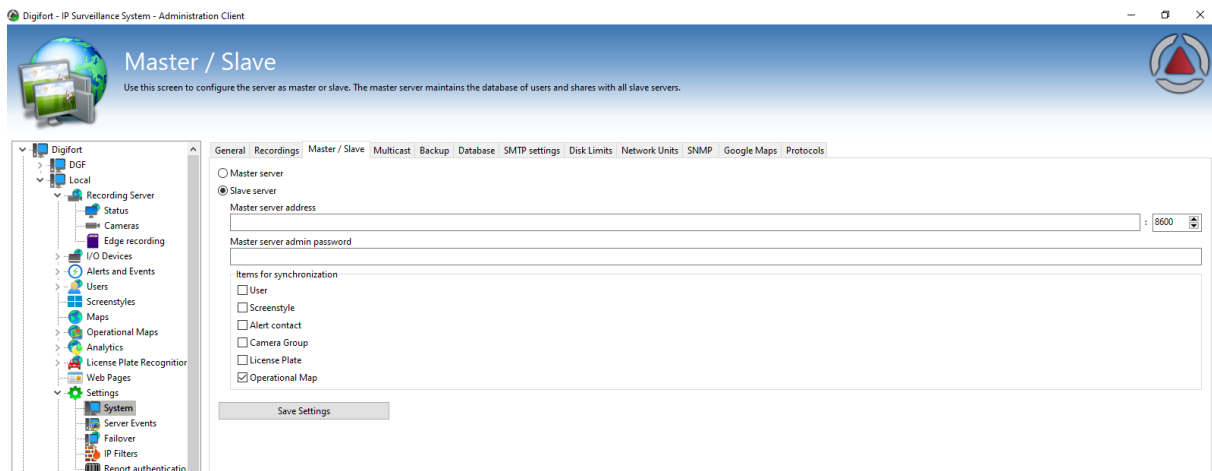 Digifort - IP Surveillance System - Administration Client
Master / Slave
Use this screen to configure the server as master or slave. The master server maintains the database of users and shares with all slave servers.
Digifort
DGF
Local
Recording Server
Status
Cameras
Edge recording
I/O Devices
Alerts and Events
Users
Screenstyles
Maps
Operational Maps
Analytics
License Plate Recognition
Web Pages
Settings
System
Server Events
Failover
IP Filters
Report authenticatio
General Recordings Master / Slave Multicast Backup Database SMTP settings Disk Limits Network Units SNMP Google Maps Protocols
Master server
Slave server
Master server address
: 8600
Master server admin password
Items for synchronization
User
Screenstyle
Alert contact
Camera Group
License Plate
Operational Map
Save Settings